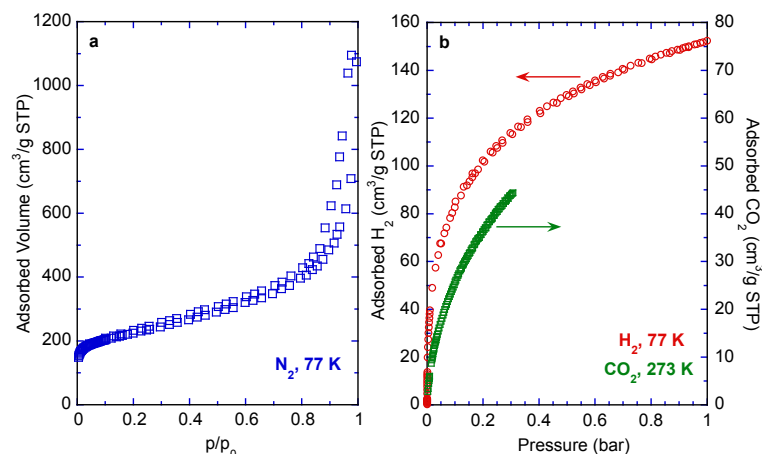 a
1200
1000
800
600
400
200
0
0 0.2 0.4 0.6 0.8 1
Adsorbed Volume (cm³/g STP)
N₂, 77 K
p/p₀
b
160
140
120
100
80
60
40
20
0
0 0.2 0.4 0.6 0.8 1
Adsorbed H₂ (cm³/g STP)
80
70
60
50
40
30
20
10
0
Adsorbed CO₂ (cm³/g STP)
H₂, 77 K
CO₂, 273 K
Pressure (bar)